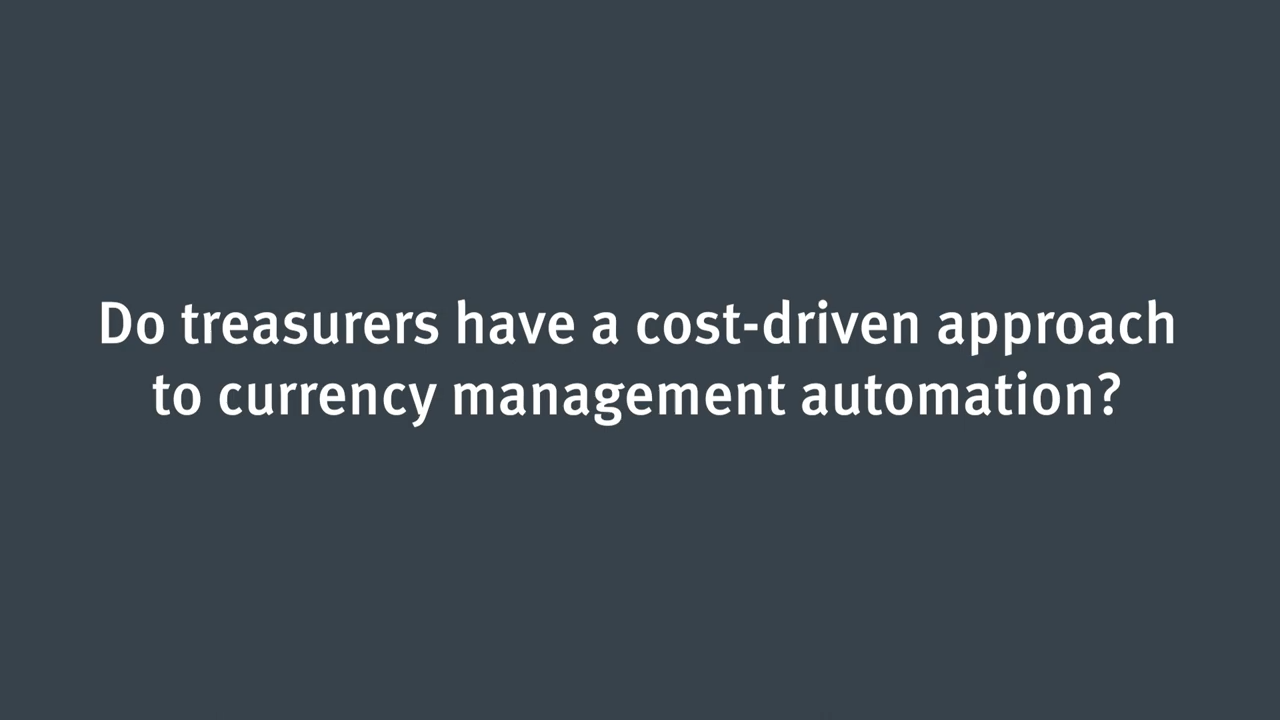 Do treasurers have a cost-driven approach
to currency management automation?